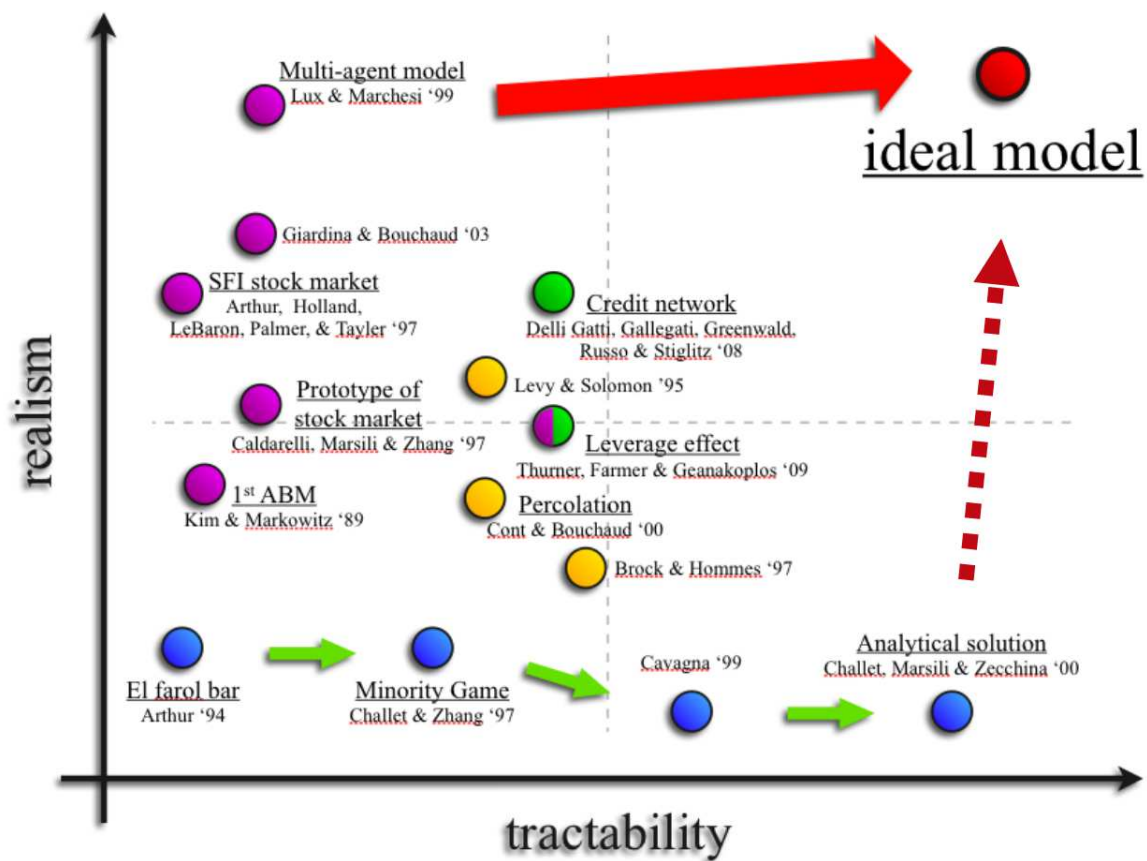 Multi-agent model
Lux & Marchesi ‘99
ideal model
Giardina & Bouchaud ‘03
SFI stock market
Arthur, Holland,
LeBaron, Palmer, & Tayler ‘97
Credit network
Delli Gatti, Gallegati, Greenwald,
Russo & Stiglitz ‘08
Levy & Solomon ’95
Prototype of
stock market
Caldarelli, Marsili & Zhang ‘97
Leverage effect
Thurner, Farmer & Geanakoplos ‘09
1st ABM
Kim & Markowitz ‘89
Percolation
Cont & Bouchaud ‘00
Brock & Hommes ‘97
El farol bar
Arthur ‘94
Minority Game
Challet & Zhang ‘97
Cavagna ‘99
Analytical solution
Challet, Marsili & Zecchina ‘00
realism
tractability